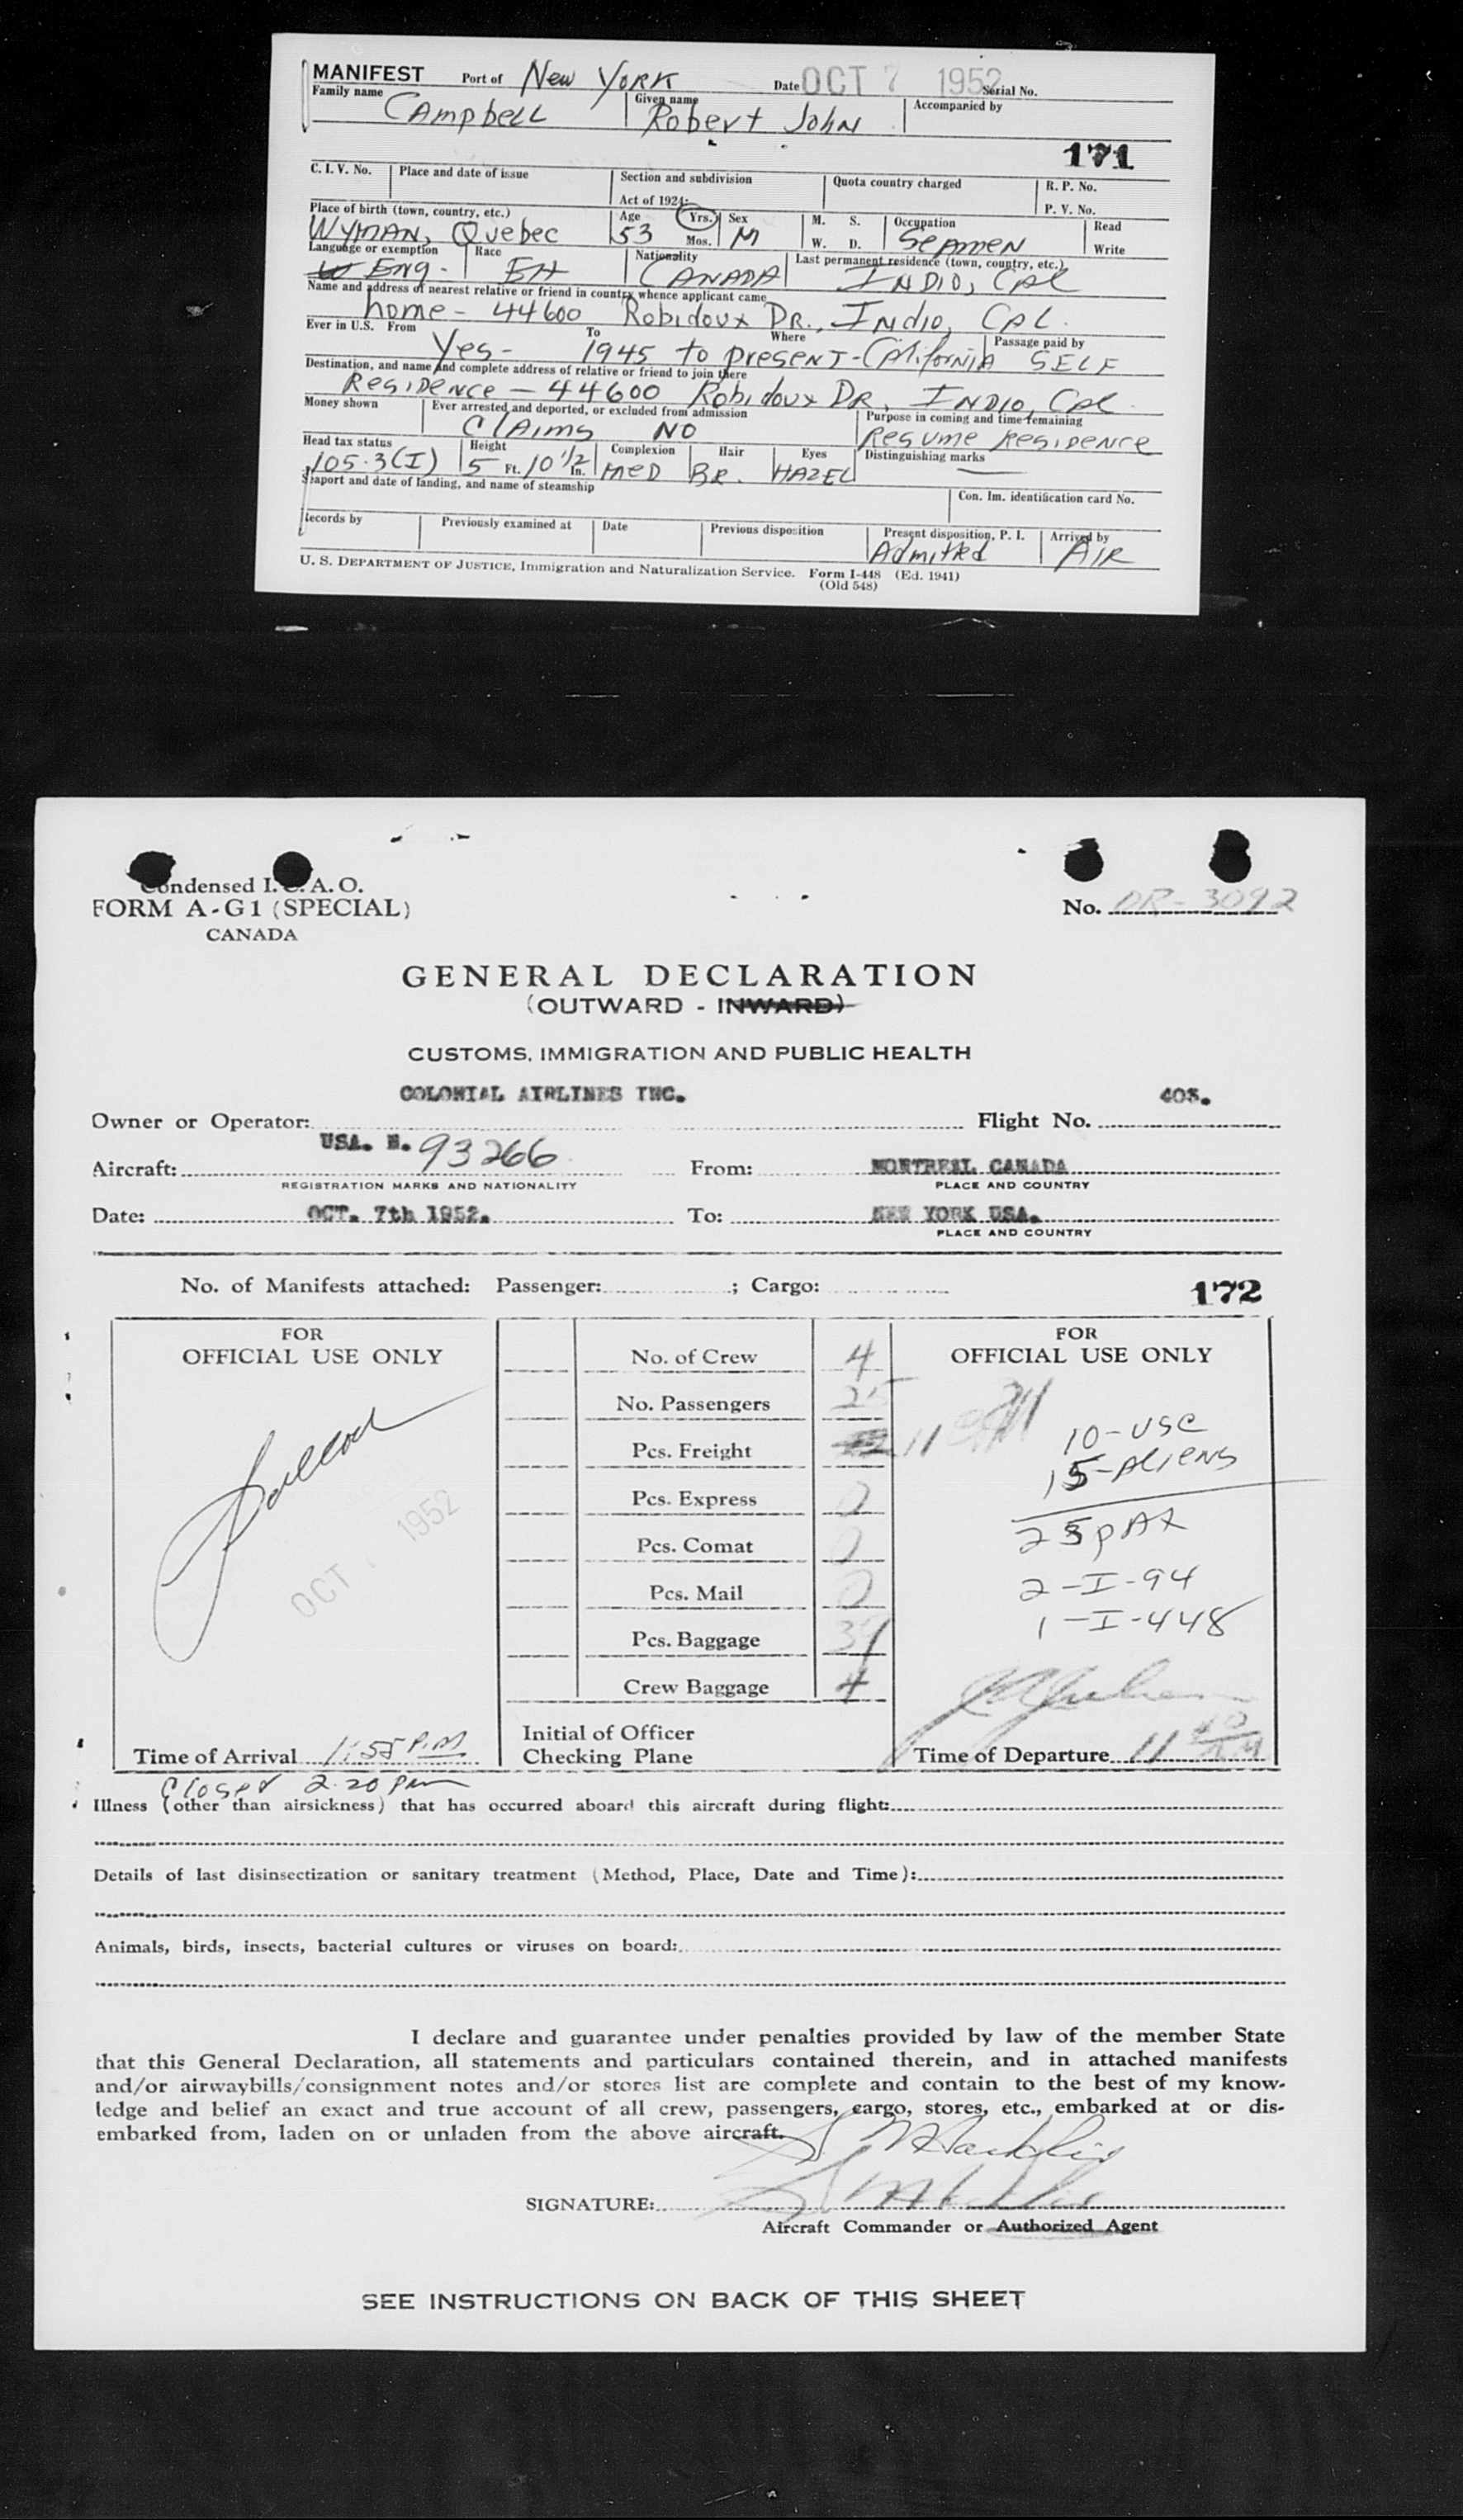 MANIFEST Port of New York Date OCT 7 1952 Serial No.
Family name Campbell Given name Robert John Accompanied by
171
C. I. V. No. Place and date of issue Section and subdivision Quota country charged R. P. No.
Act of 1924: P. V. No.
Place of birth (town, country, etc.) Age Yrs. Sex M. S. Occupation Read
Wyman, Quebec 53 Mos. M W. D. Seamen Write
Language or exemption Race Nationality Last permanent residence (town, country, etc.)
Eng. CANADA INDIO, CAL
Name and address of nearest relative or friend in country whence applicant came
home - 44600 Robidoux DR., Indio, CAL.
Ever in U.S. From To Where Passage paid by
Yes - 1945 to present - California SELF
Destination, and name and complete address of relative or friend to join there
Residence - 44600 Robidoux DR, INDIO, CAL.
Money shown Ever arrested and deported, or excluded from admission Purpose in coming and time remaining
Claims NO Resume Residence
Head tax status Height Complexion Hair Eyes Distinguishing marks
105.3(I) 5 Ft. 10 1/2 In. MED BR. HAZEL —
Seaport and date of landing, and name of steamship Con. Im. identification card No.
Records by Previously examined at Date Previous disposition Present disposition, P. I. Arrived by
Admitted AIR
U. S. DEPARTMENT OF JUSTICE, Immigration and Naturalization Service. Form I-448 (Ed. 1941)
(Old 548)
Condensed I.C.A.O.
FORM A-G1 (SPECIAL)
CANADA
No. DR-3092
GENERAL DECLARATION
(OUTWARD - INWARD)
CUSTOMS, IMMIGRATION AND PUBLIC HEALTH
COLONIAL AIRLINES INC. 403.
Owner or Operator: Flight No.
USA. N. 93266
Aircraft: From: MONTREAL CANADA
REGISTRATION MARKS AND NATIONALITY PLACE AND COUNTRY
Date: OCT. 7th 1952. To: NEW YORK USA.
PLACE AND COUNTRY
No. of Manifests attached: Passenger: ; Cargo: 172
FOR
OFFICIAL USE ONLY
OCT 1952
Time of Arrival 1:55 P.M
Closed 2.20 pm
No. of Crew 4
No. Passengers 25
Pcs. Freight 11
Pcs. Express 0
Pcs. Comat 0
Pcs. Mail 0
Pcs. Baggage 31
Crew Baggage 4
Initial of Officer
Checking Plane
FOR
OFFICIAL USE ONLY
10-USC
15-Aliens
25 PAX
2-I-94
1-I-448
Time of Departure 11
Illness (other than airsickness) that has occurred aboard this aircraft during flight:
Details of last disinsectization or sanitary treatment (Method, Place, Date and Time):
Animals, birds, insects, bacterial cultures or viruses on board:
I declare and guarantee under penalties provided by law of the member State
that this General Declaration, all statements and particulars contained therein, and in attached manifests
and/or airwaybills/consignment notes and/or stores list are complete and contain to the best of my know-
ledge and belief an exact and true account of all crew, passengers, cargo, stores, etc., embarked at or dis-
embarked from, laden on or unladen from the above aircraft.
SIGNATURE:
Aircraft Commander or Authorized Agent
SEE INSTRUCTIONS ON BACK OF THIS SHEET